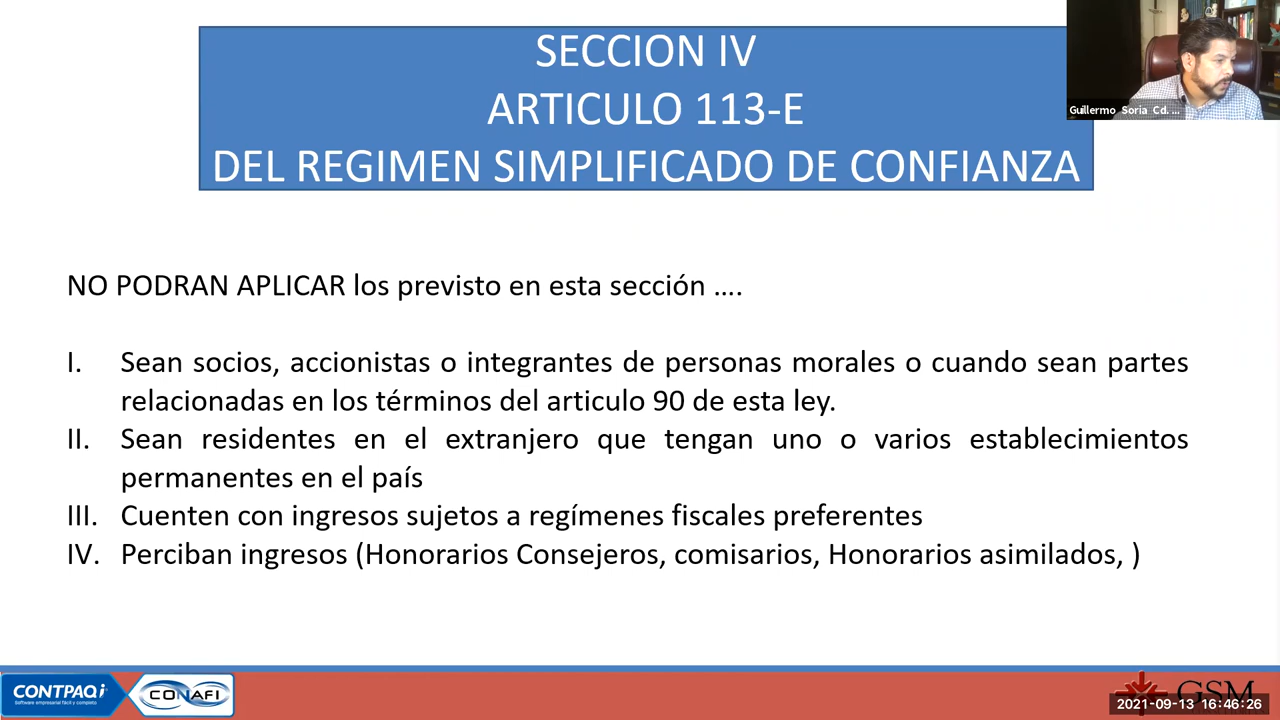 SECCION IV
ARTICULO 113-E
DEL REGIMEN SIMPLIFICADO DE CONFIANZA
Guillermo Soria Cd. ...
NO PODRAN APLICAR los previsto en esta sección ….
I. Sean socios, accionistas o integrantes de personas morales o cuando sean partes
relacionadas en los términos del articulo 90 de esta ley.
II. Sean residentes en el extranjero que tengan uno o varios establecimientos
permanentes en el país
III. Cuenten con ingresos sujetos a regímenes fiscales preferentes
IV. Perciban ingresos (Honorarios Consejeros, comisarios, Honorarios asimilados, )
CONTPAQi
Software empresarial fácil y completo
CONAFI
GSM
2021-09-13 16:46:26